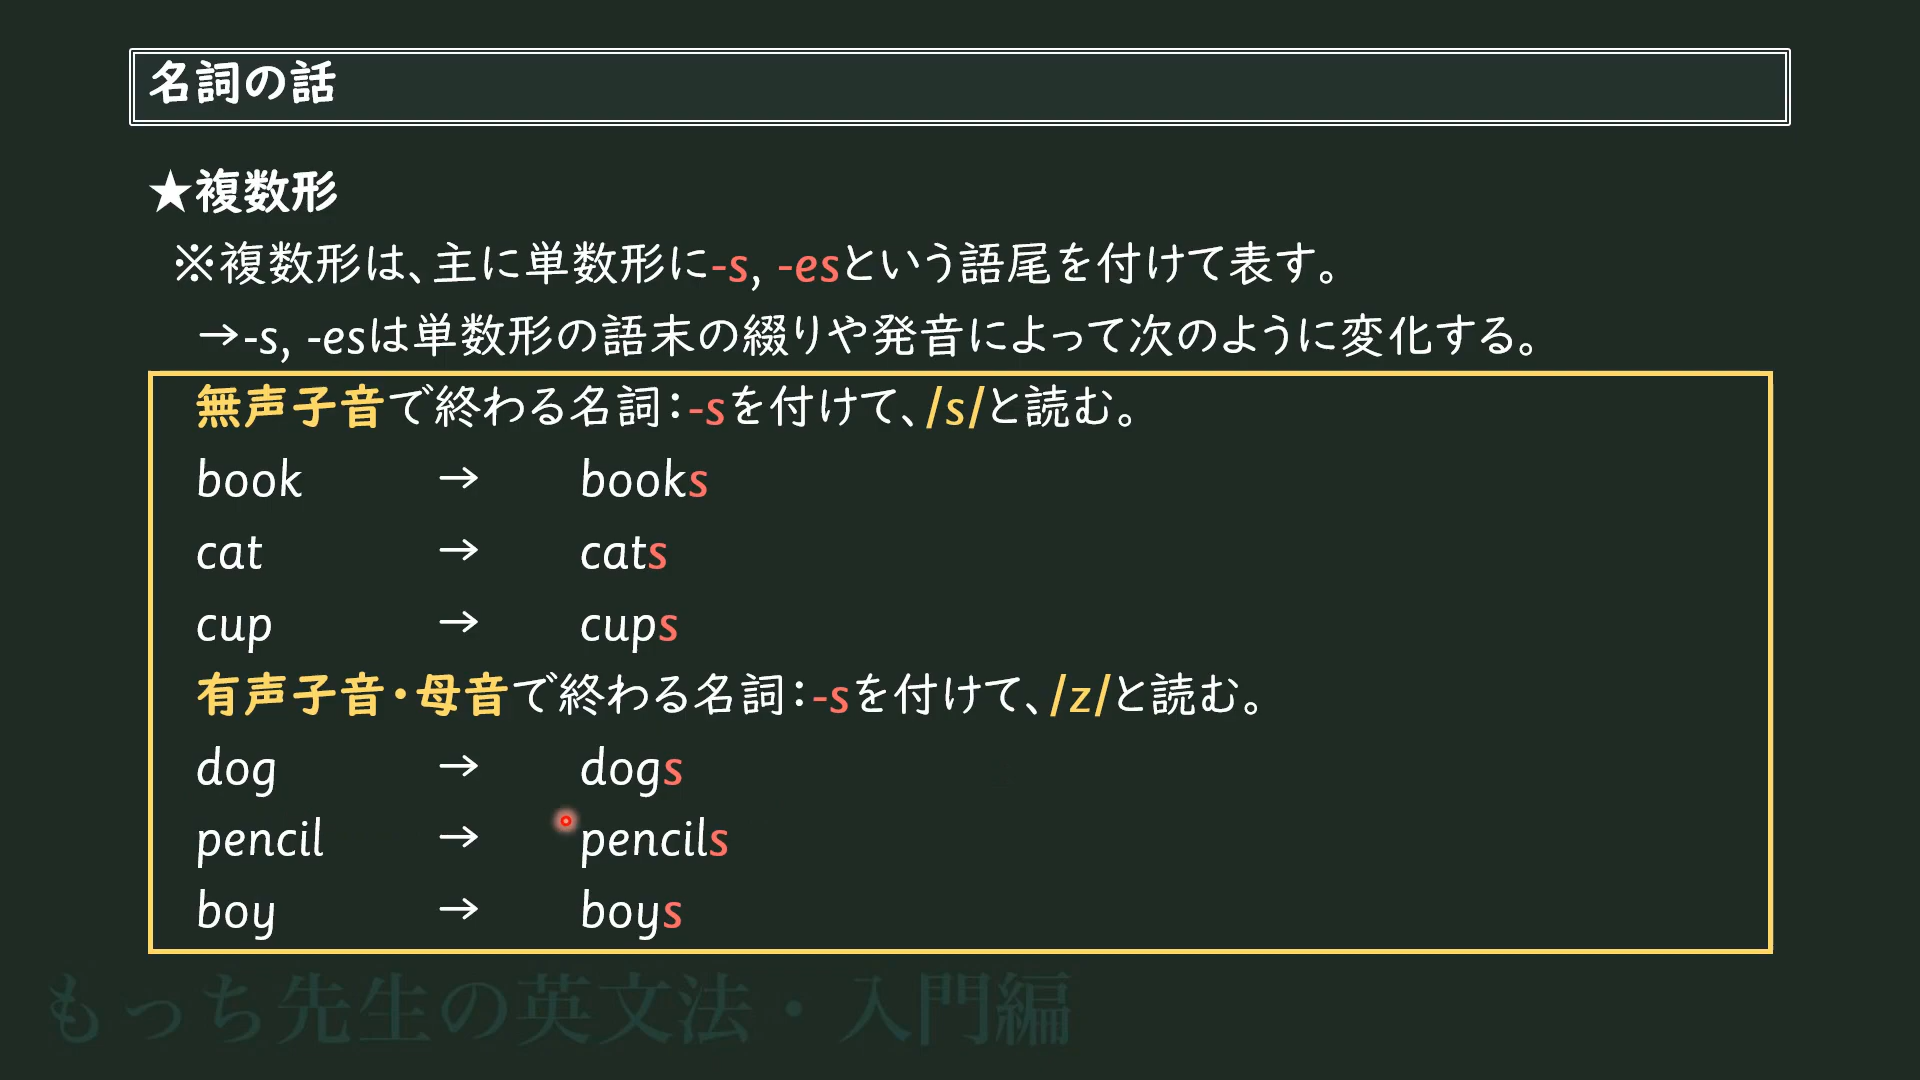 名詞の話
★複数形
※複数形は、主に単数形に-s, -esという語尾を付けて表す。
→-s, -esは単数形の語末の綴りや発音によって次のように変化する。
無声子音で終わる名詞：-sを付けて、/s/と読む。
book → books
cat → cats
cup → cups
有声子音・母音で終わる名詞：-sを付けて、/z/と読む。
dog → dogs
pencil → pencils
boy → boys
もっち先生の英文法・入門編